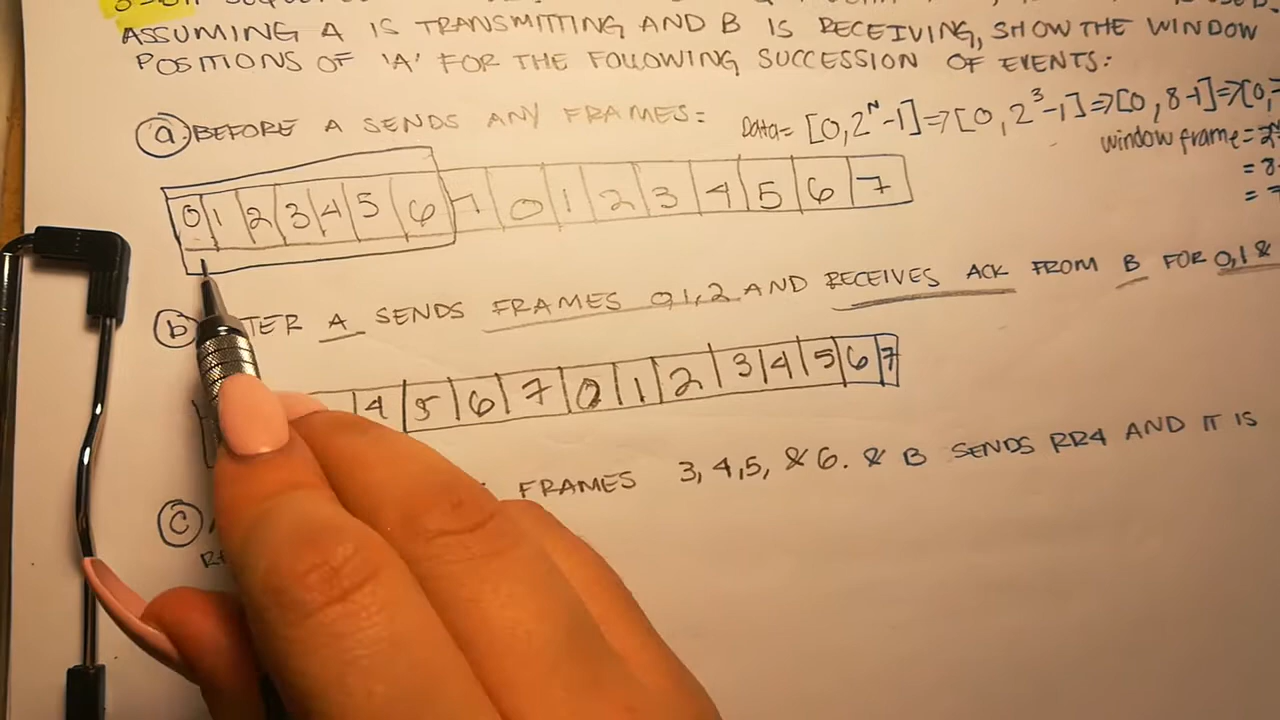 ASSUMING A IS TRANSMITTING AND B IS RECEIVING, SHOW THE WINDOW
POSITIONS OF 'A' FOR THE FOLLOWING SUCCESSION OF EVENTS:
(a) BEFORE A SENDS ANY FRAMES: Data= [0, 2^N-1] => [0, 2^3-1] => [0, 8-1] => [0,
window frame =
= 8
= 7
0 1 2 3 4 5 6 7 0 1 2 3 4 5 6 7
(b) TER A SENDS FRAMES 0,1,2 AND RECEIVES ACK FROM B FOR 0,1 &
4 5 6 7 0 1 2 3 4 5 6 7
(c) FRAMES 3, 4, 5, & 6. & B SENDS RR4 AND IT IS